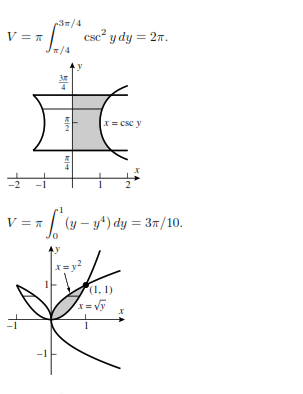 V = π ∫_{π/4}^{3π/4} csc² y dy = 2π.
y
3π/4
π/2
x = csc y
π/4
x
−2 −1 1 2
V = π ∫_0^1 (y − y⁴) dy = 3π/10.
y
x = y²
1
(1, 1)
x = √y
x
−1 1
−1